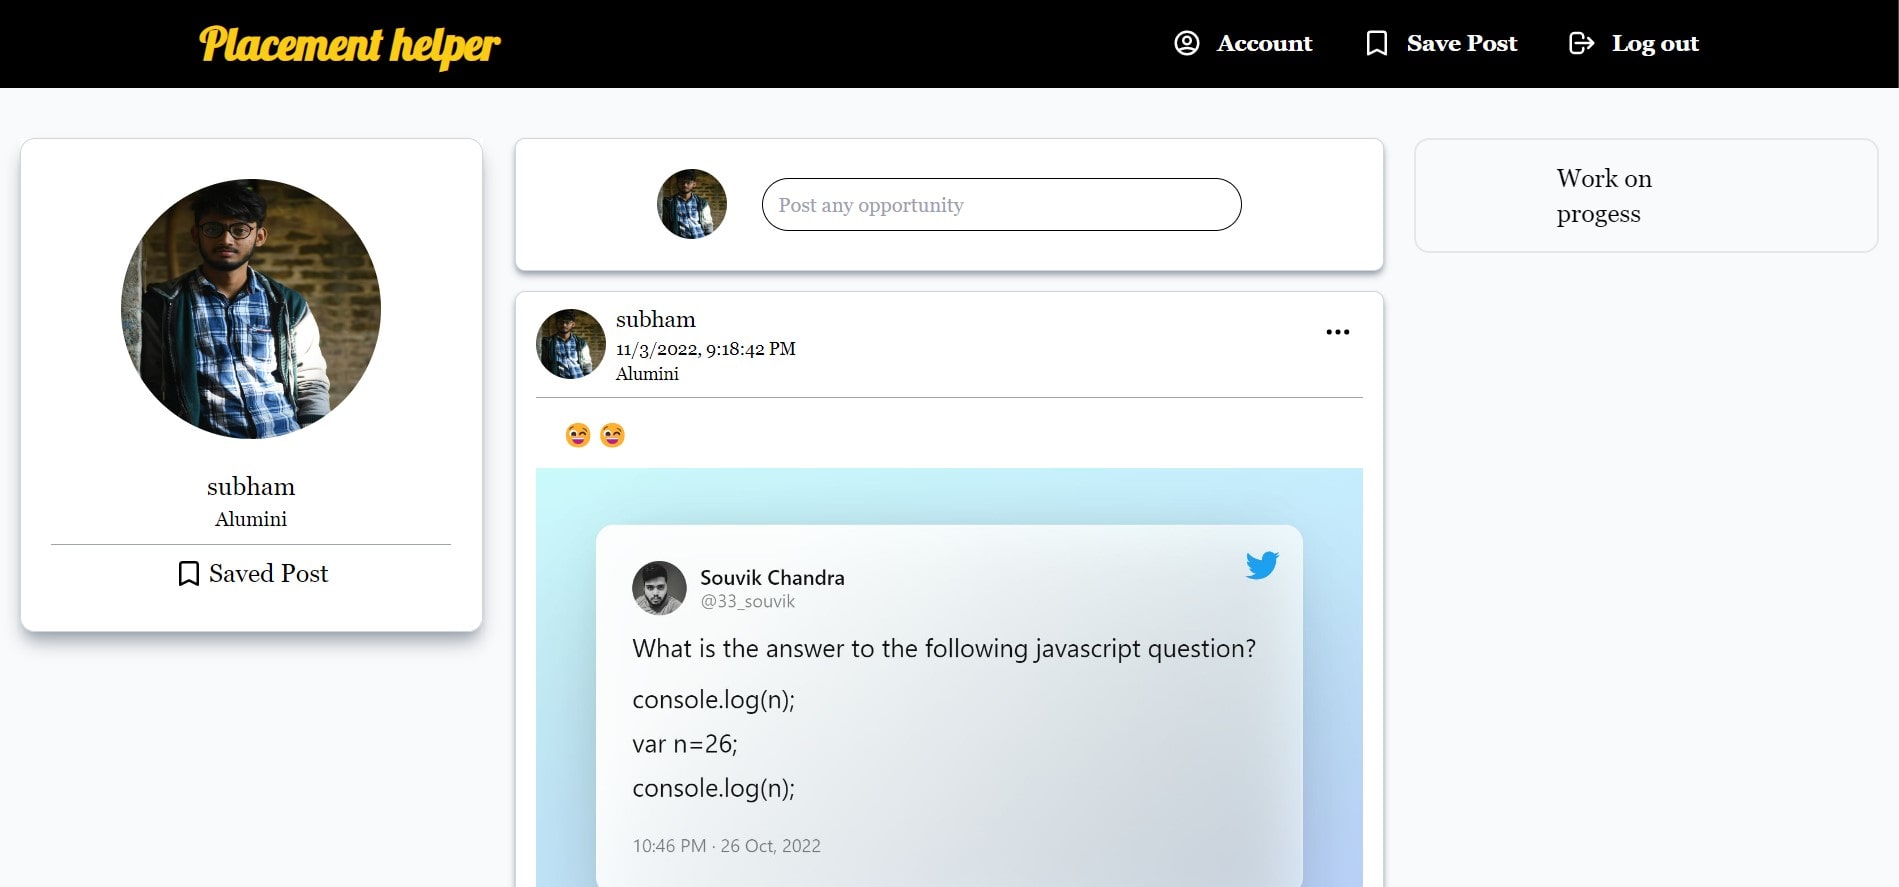 Placement helper
Account
Save Post
Log out
subham
Alumini
Saved Post
Post any opportunity
subham
11/3/2022, 9:18:42 PM
Alumini
Souvik Chandra
@33_souvik
What is the answer to the following javascript question?
console.log(n);
var n=26;
console.log(n);
10:46 PM · 26 Oct, 2022
Work on
progess